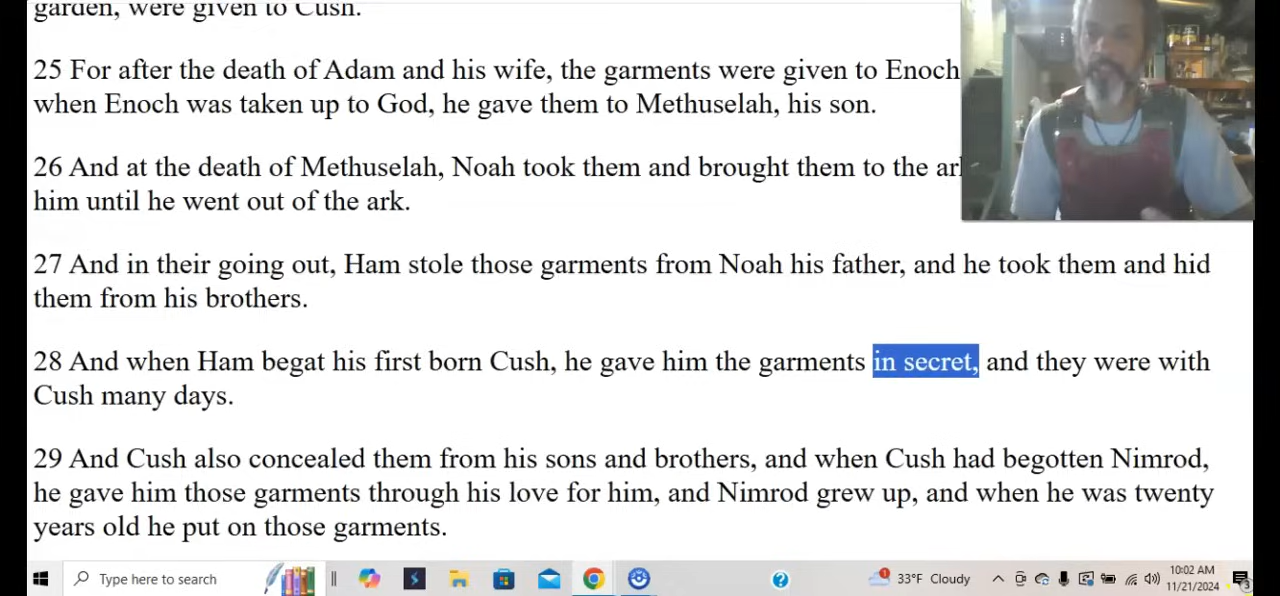 garden, were given to Cush.
25 For after the death of Adam and his wife, the garments were given to Enoch
when Enoch was taken up to God, he gave them to Methuselah, his son.
26 And at the death of Methuselah, Noah took them and brought them to the
him until he went out of the ark.
27 And in their going out, Ham stole those garments from Noah his father, and he took them and hid
them from his brothers.
28 And when Ham begat his first born Cush, he gave him the garments in secret, and they were with
Cush many days.
29 And Cush also concealed them from his sons and brothers, and when Cush had begotten Nimrod,
he gave him those garments through his love for him, and Nimrod grew up, and when he was twenty
years old he put on those garments.
Type here to search
33°F Cloudy
10:02 AM
11/21/2024